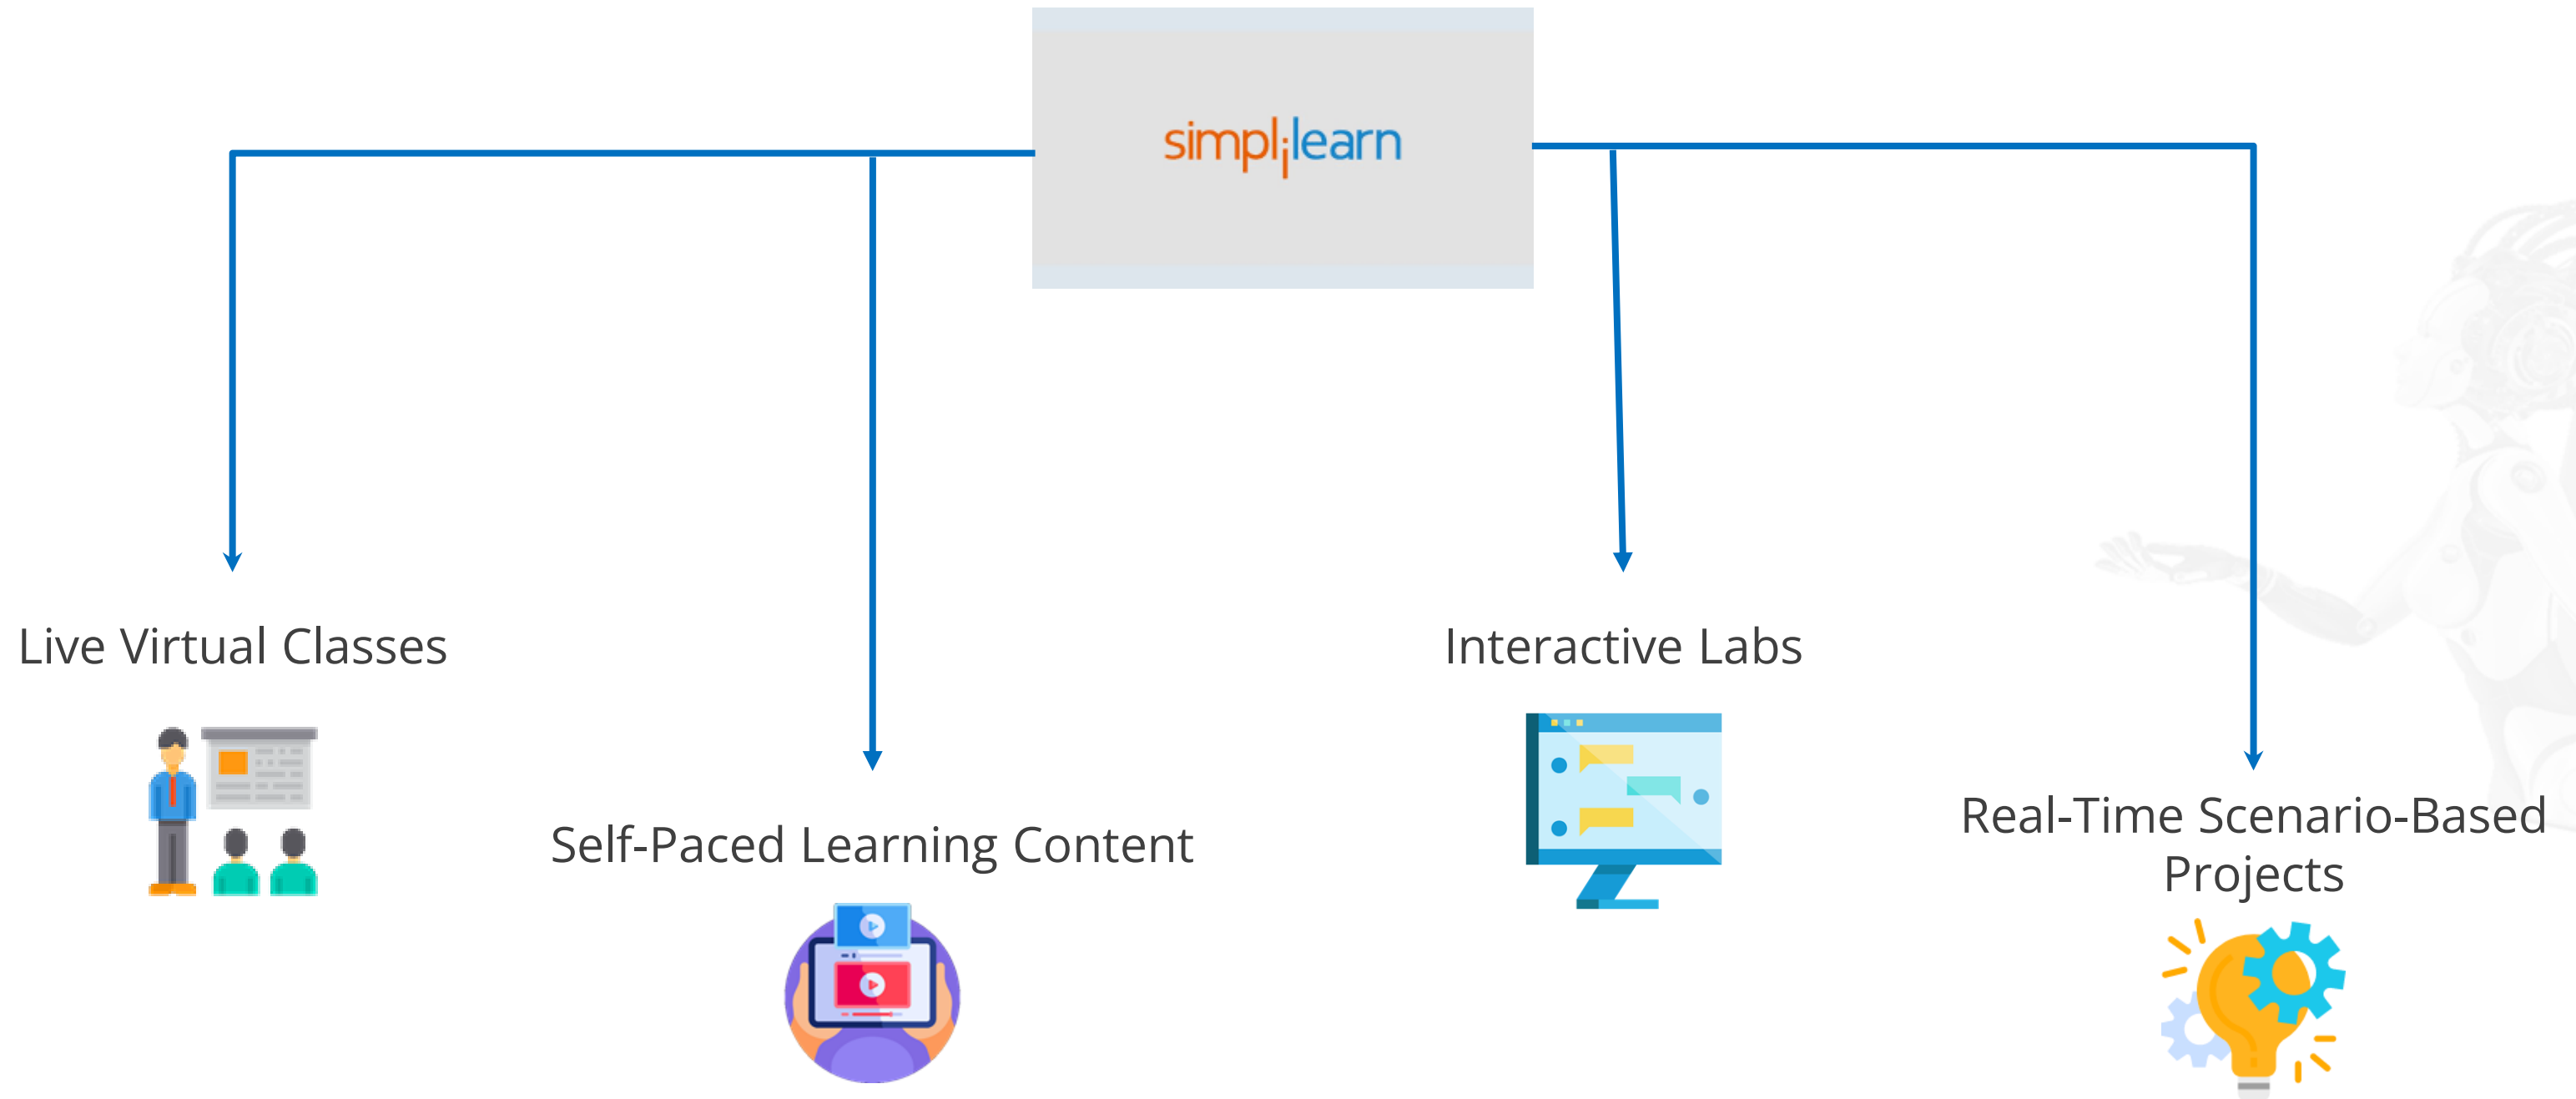 simplilearn
Live Virtual Classes
Interactive Labs
Self-Paced Learning Content
Real-Time Scenario-Based
Projects